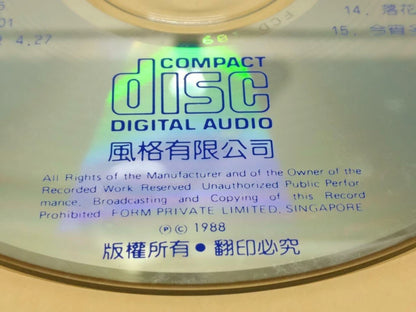 14. 落花
15. 今宵
4.27
COMPACT
disc
DIGITAL AUDIO
風格有限公司
All Rights of the Manufacturer and of the Owner of the
Recorded Work Reserved. Unauthorized Public Perfor-
mance, Broadcasting and Copying of this Record
Prohibited. FORM PRIVATE LIMITED, SINGAPORE
Ⓟ © 1988
版權所有●翻印必究